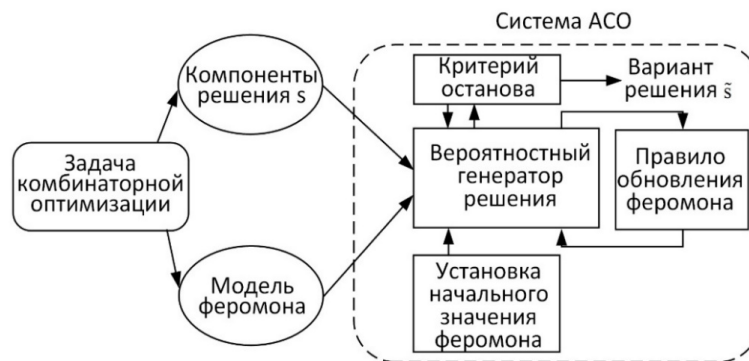 Система АСО
Компоненты
решения s
Критерий
останова
Вариант
решения s̃
Задача
комбинаторной
оптимизации
Вероятностный
генератор
решения
Правило
обновления
феромона
Модель
феромона
Установка
начального
значения
феромона